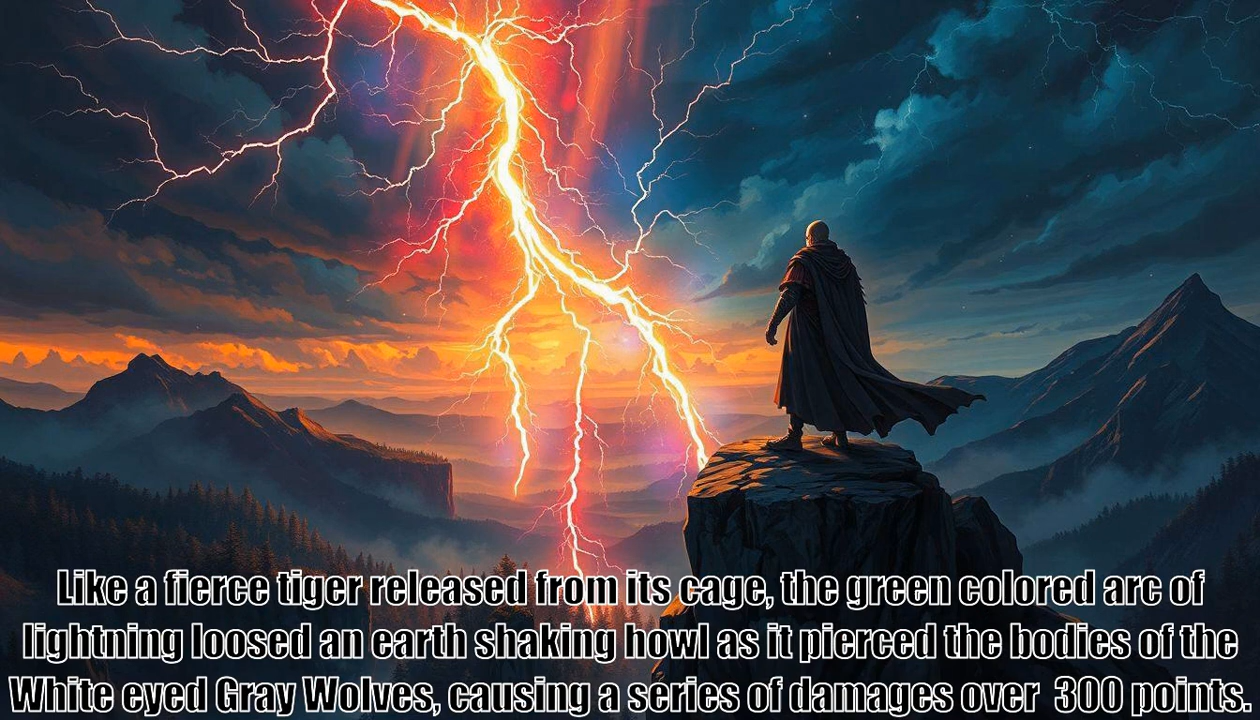 Like a fierce tiger released from its cage, the green colored arc of
lightning loosed an earth shaking howl as it pierced the bodies of the
White eyed Gray Wolves, causing a series of damages over  300 points.